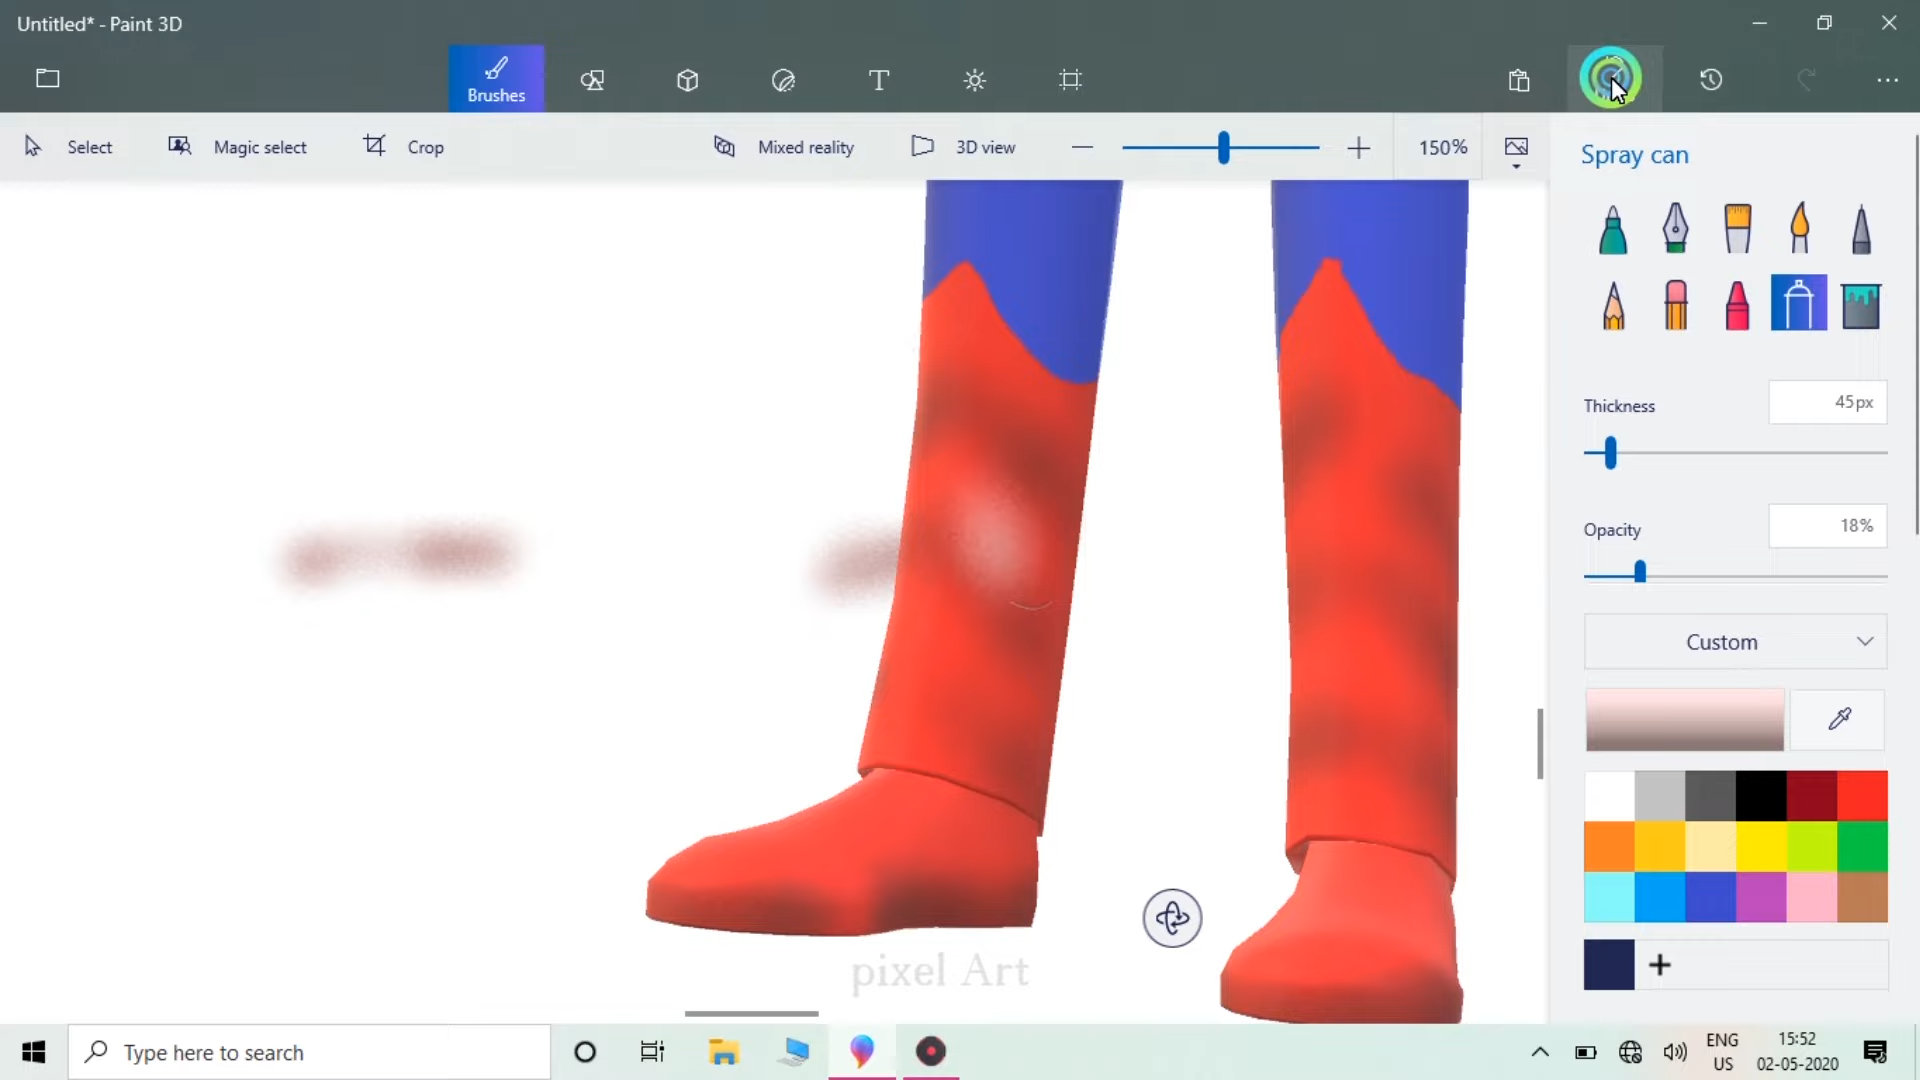 Untitled* - Paint 3D
Brushes
Select
Magic select
Crop
Mixed reality
3D view
150%
Spray can
Thickness
45px
Opacity
18%
Custom
pixel Art
Type here to search
ENG
US
15:52
02-05-2020